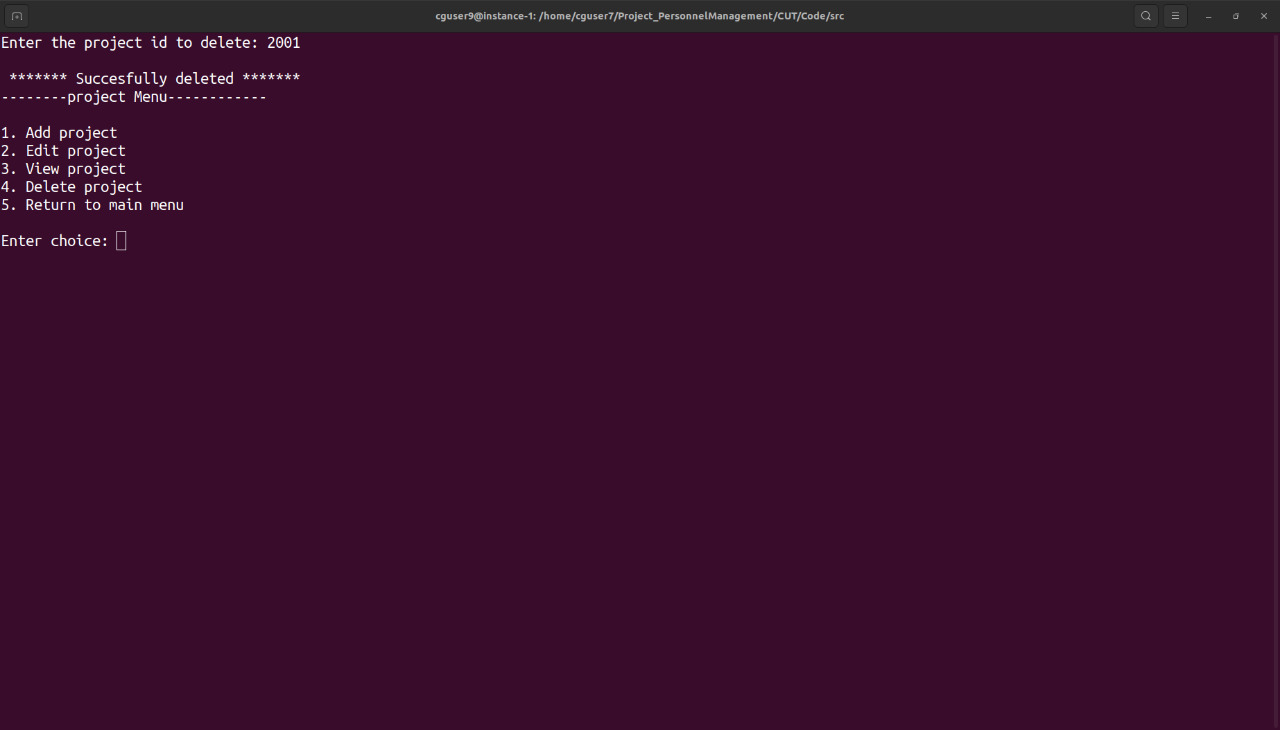 cguser9@instance-1: /home/cguser7/Project_PersonnelManagement/CUT/Code/src
Enter the project id to delete: 2001
******* Succesfully deleted *******
--------project Menu------------
1. Add project
2. Edit project
3. View project
4. Delete project
5. Return to main menu
Enter choice: